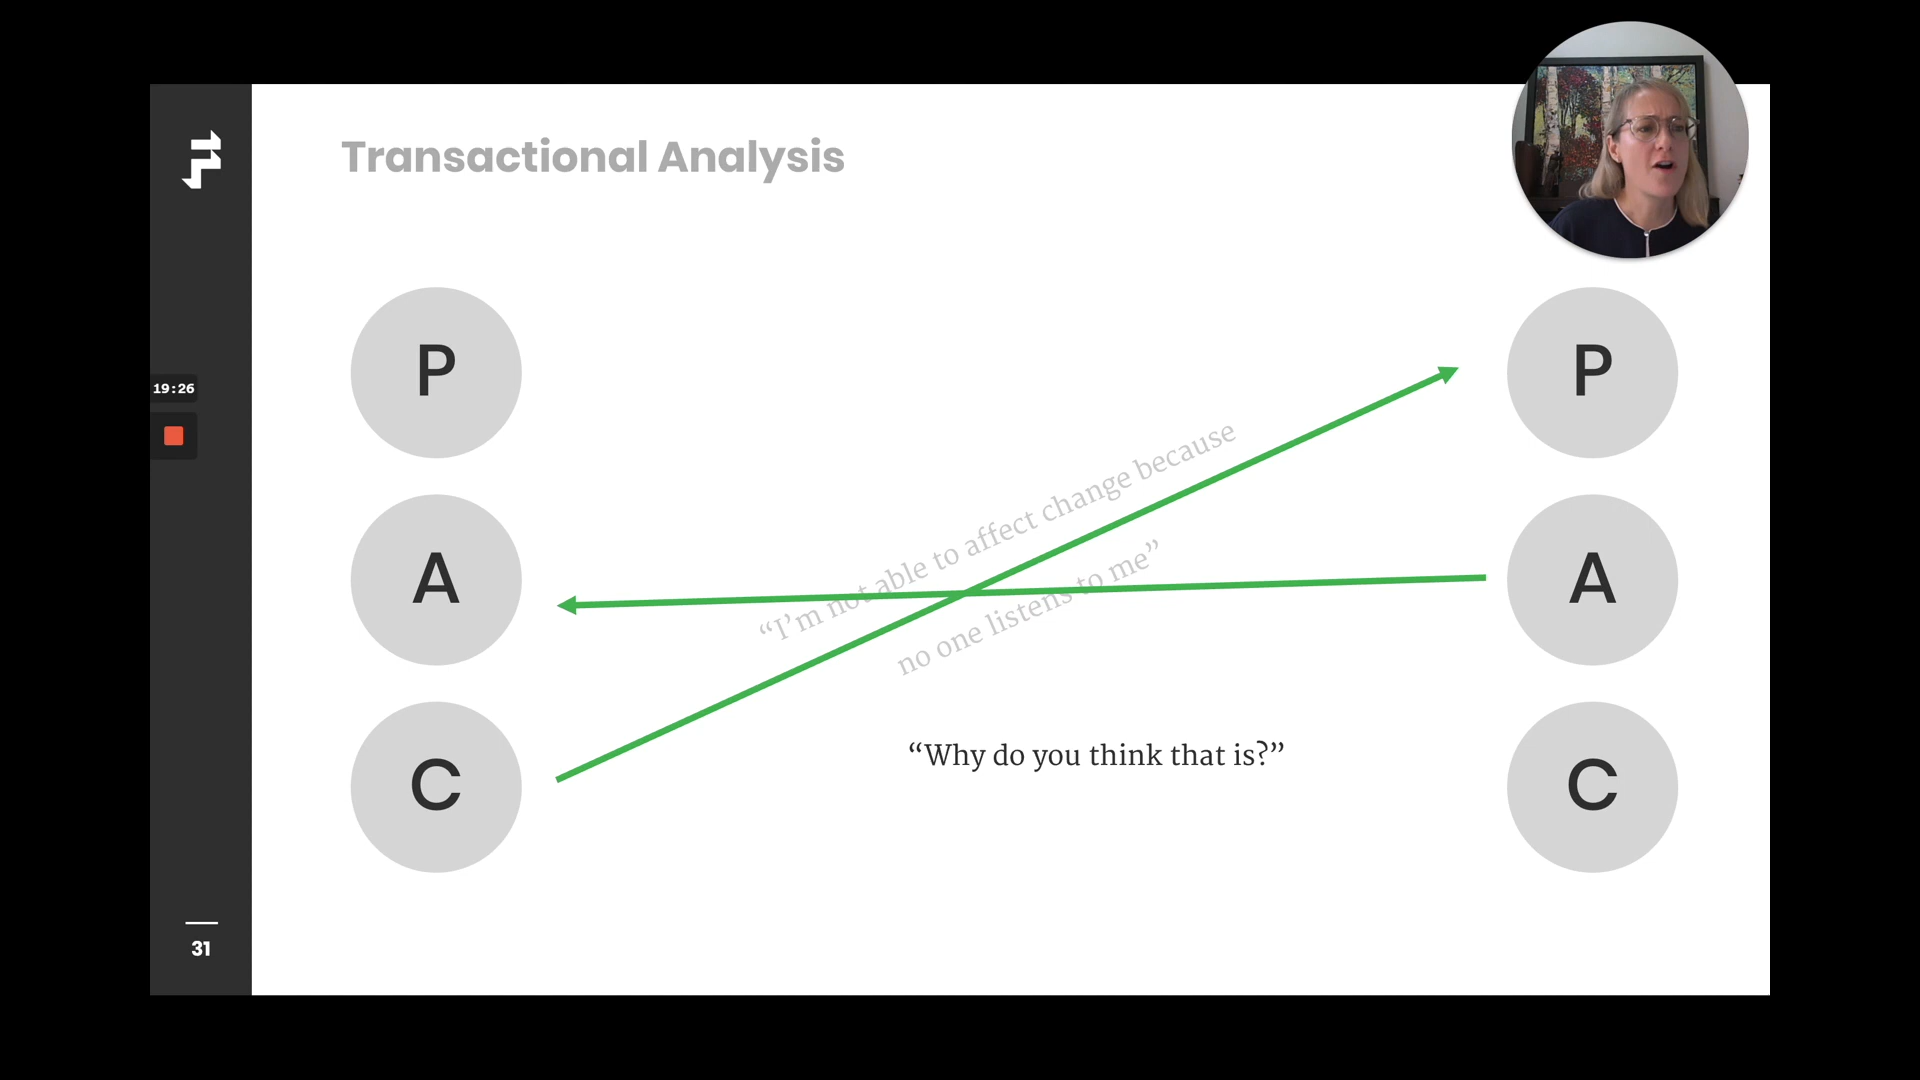 Transactional Analysis
P
P
19:26
“I’m not able to affect change because
no one listens to me”
A
A
“Why do you think that is?”
C
C
31